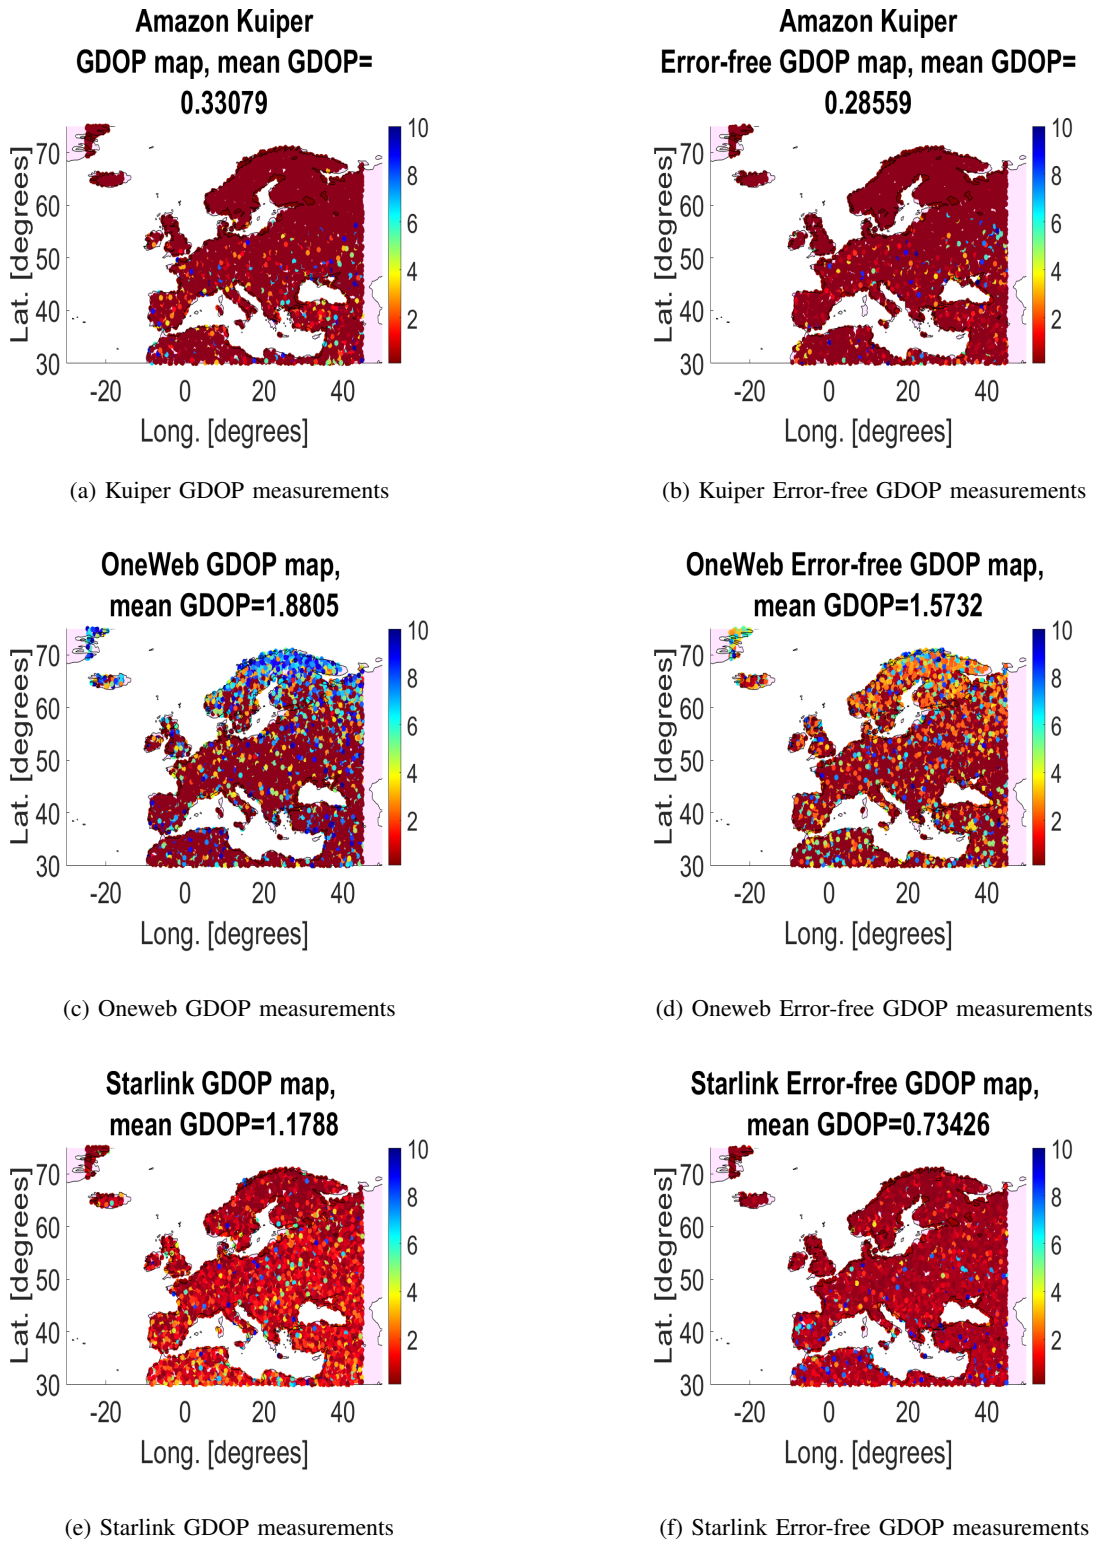 Amazon Kuiper
GDOP map, mean GDOP=
0.33079
70
60
50
40
30
Lat. [degrees]
-20 0 20 40
Long. [degrees]
10
8
6
4
2
(a) Kuiper GDOP measurements
Amazon Kuiper
Error-free GDOP map, mean GDOP=
0.28559
70
60
50
40
30
Lat. [degrees]
-20 0 20 40
Long. [degrees]
10
8
6
4
2
(b) Kuiper Error-free GDOP measurements
OneWeb GDOP map,
mean GDOP=1.8805
70
60
50
40
30
Lat. [degrees]
-20 0 20 40
Long. [degrees]
10
8
6
4
2
(c) Oneweb GDOP measurements
OneWeb Error-free GDOP map,
mean GDOP=1.5732
70
60
50
40
30
Lat. [degrees]
-20 0 20 40
Long. [degrees]
10
8
6
4
2
(d) Oneweb Error-free GDOP measurements
Starlink GDOP map,
mean GDOP=1.1788
70
60
50
40
30
Lat. [degrees]
-20 0 20 40
Long. [degrees]
10
8
6
4
2
(e) Starlink GDOP measurements
Starlink Error-free GDOP map,
mean GDOP=0.73426
70
60
50
40
30
Lat. [degrees]
-20 0 20 40
Long. [degrees]
10
8
6
4
2
(f) Starlink Error-free GDOP measurements